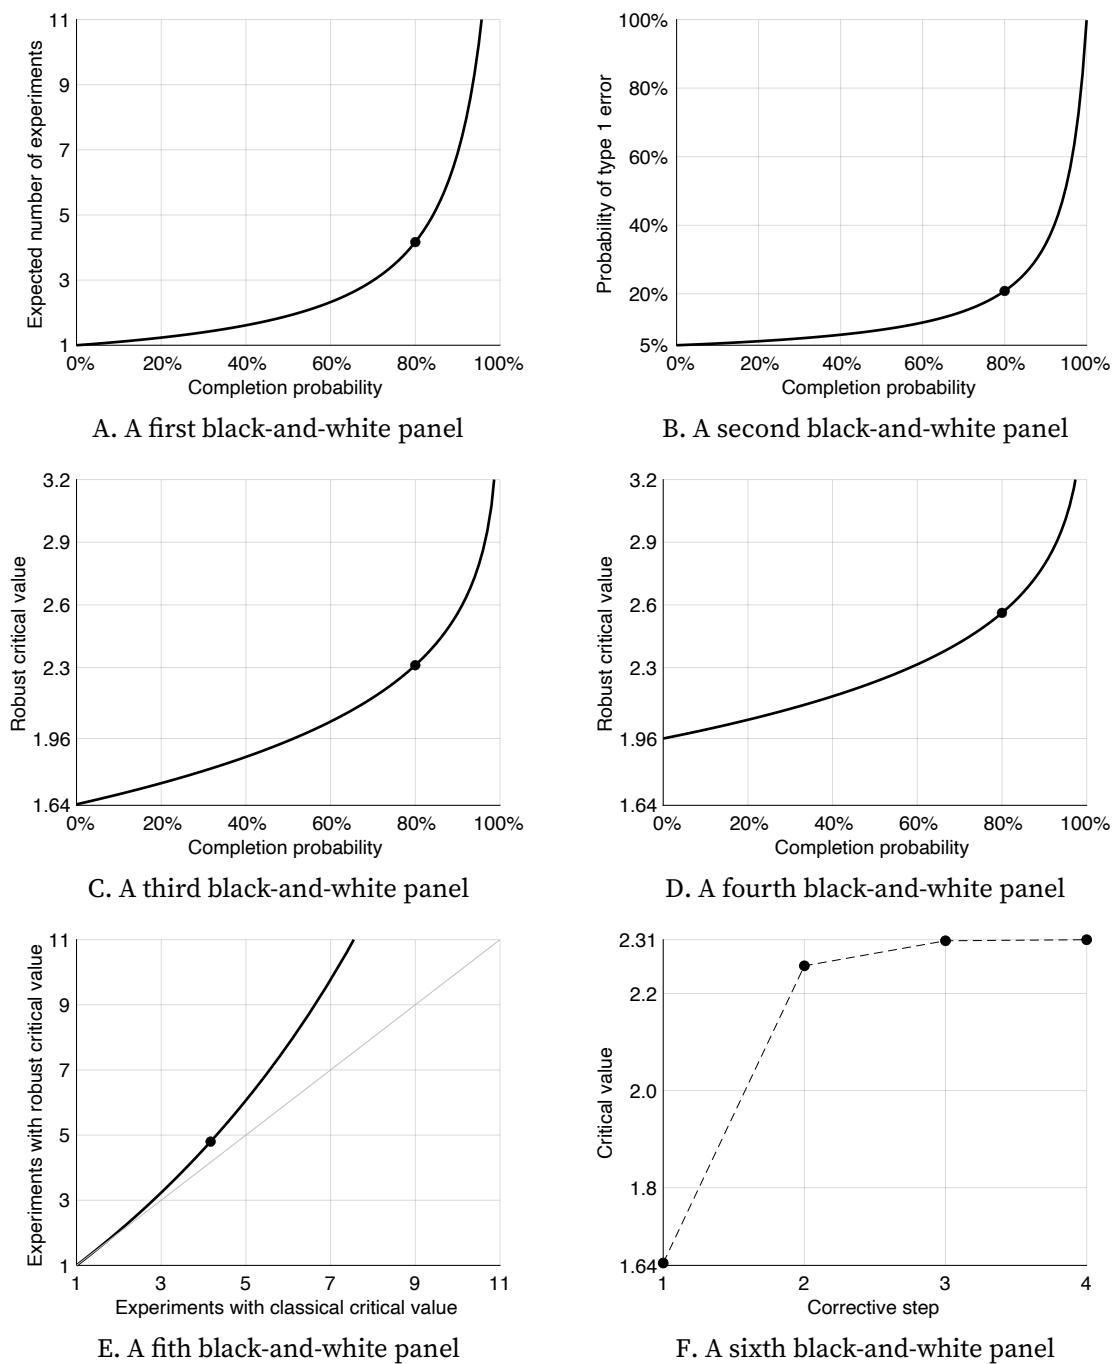 Expected number of experiments
11
9
7
5
3
1
0% 20% 40% 60% 80% 100%
Completion probability
A. A first black-and-white panel
Probability of type 1 error
100%
80%
60%
40%
20%
5%
0% 20% 40% 60% 80% 100%
Completion probability
B. A second black-and-white panel
Robust critical value
3.2
2.9
2.6
2.3
1.96
1.64
0% 20% 40% 60% 80% 100%
Completion probability
C. A third black-and-white panel
Robust critical value
3.2
2.9
2.6
2.3
1.96
1.64
0% 20% 40% 60% 80% 100%
Completion probability
D. A fourth black-and-white panel
Experiments with robust critical value
11
9
7
5
3
1
1 3 5 7 9 11
Experiments with classical critical value
E. A fith black-and-white panel
Critical value
2.31
2.2
2.0
1.8
1.64
1 2 3 4
Corrective step
F. A sixth black-and-white panel